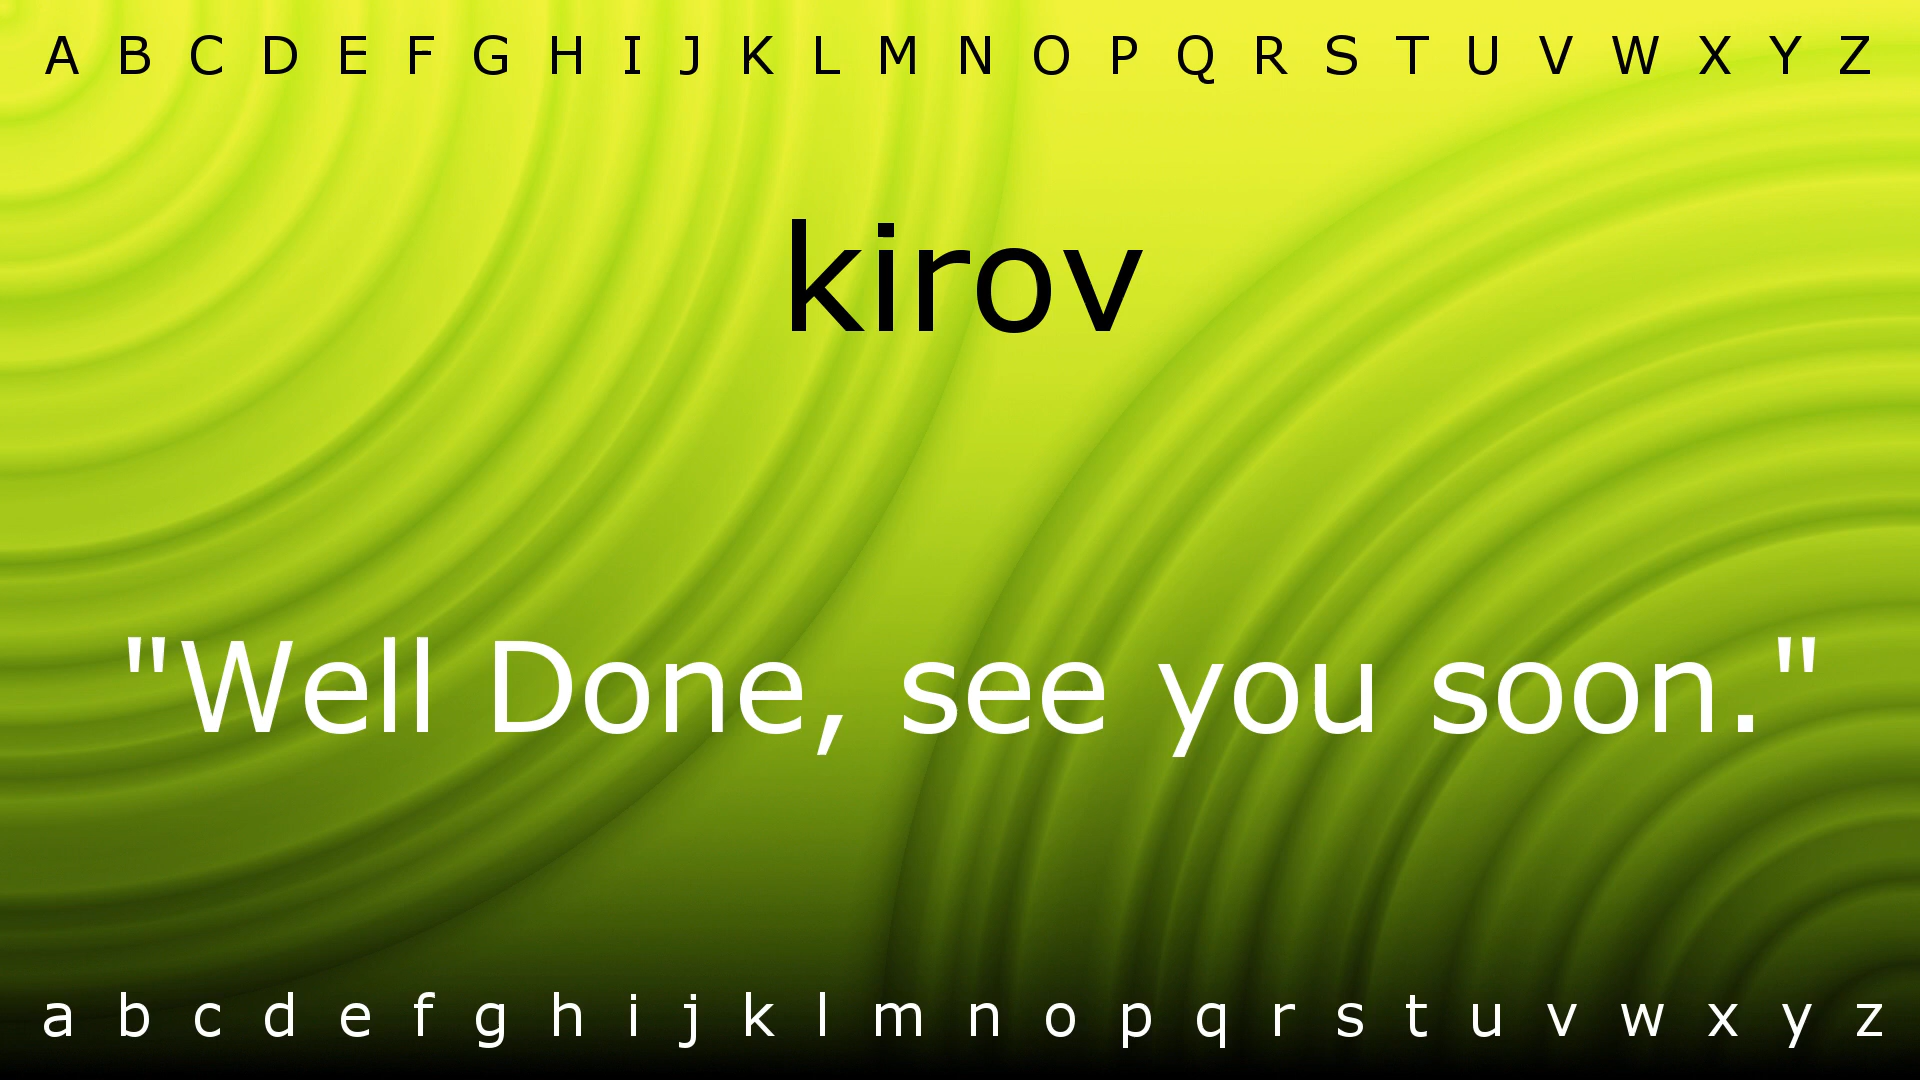 A B C D E F G H I J K L M N O P Q R S T U V W X Y Z
kirov
"Well Done, see you soon."
a b c d e f g h i j k l m n o p q r s t u v w x y z